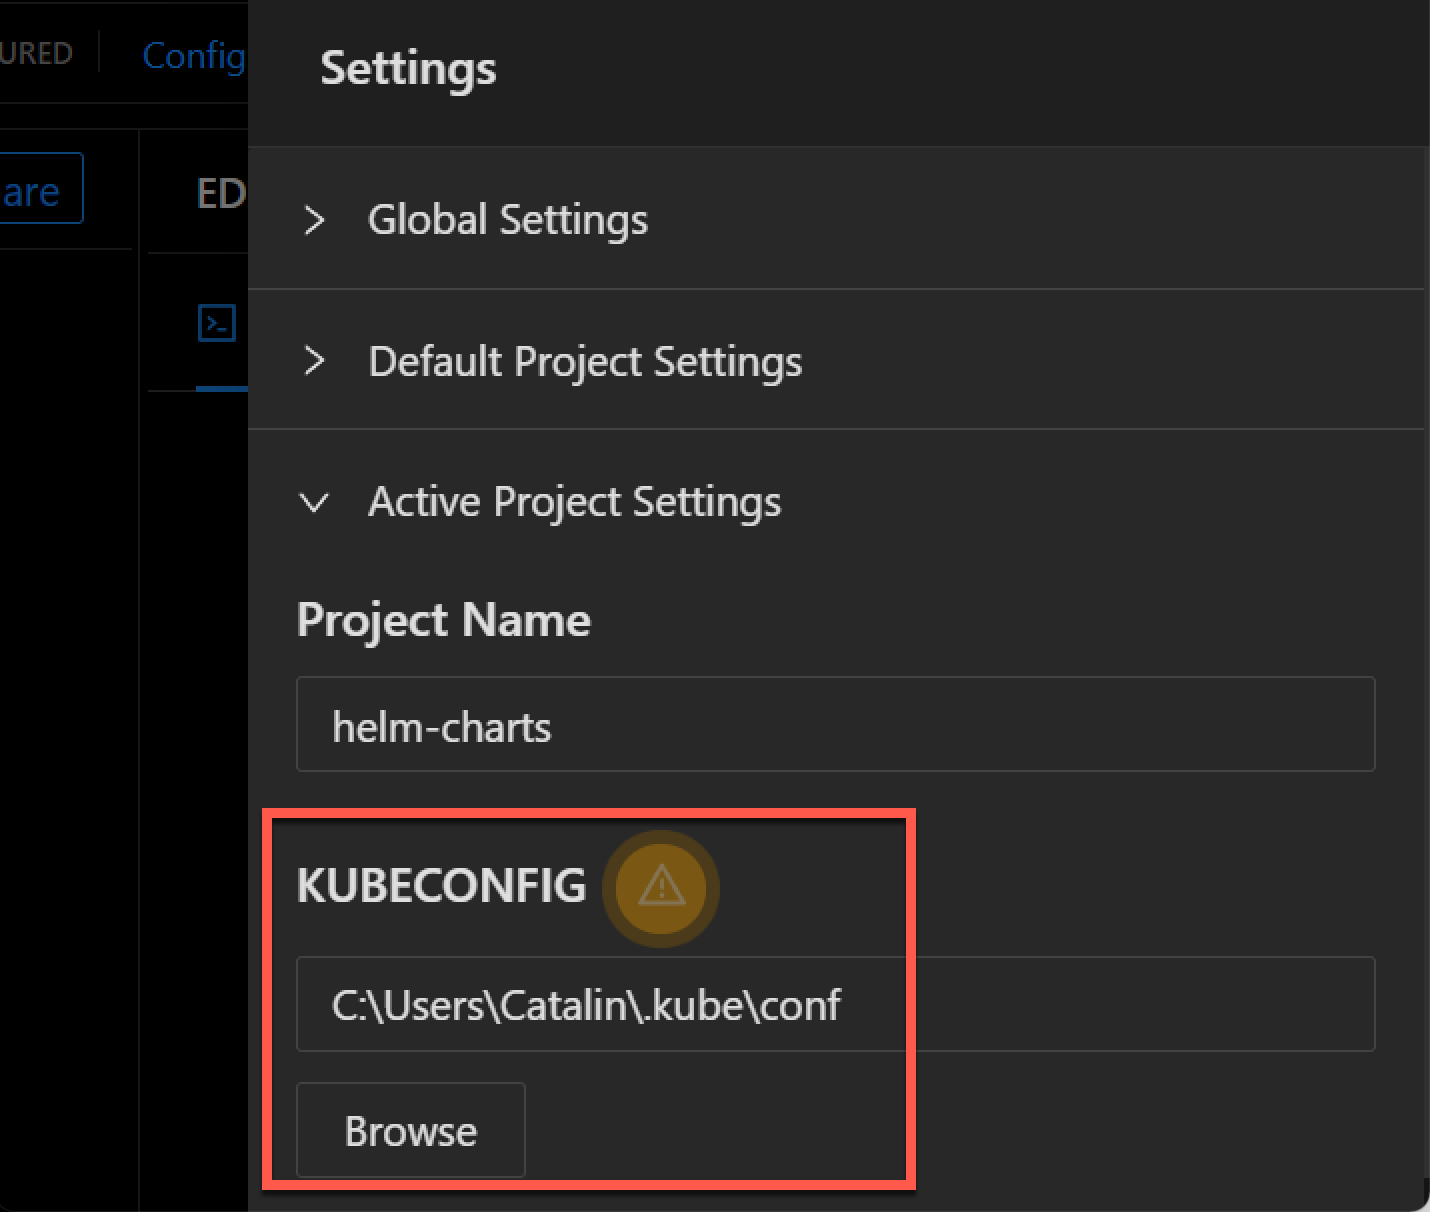 URED
Config
Settings
are
ED
Global Settings
Default Project Settings
Active Project Settings
Project Name
helm-charts
KUBECONFIG
C:\Users\Catalin\.kube\conf
Browse